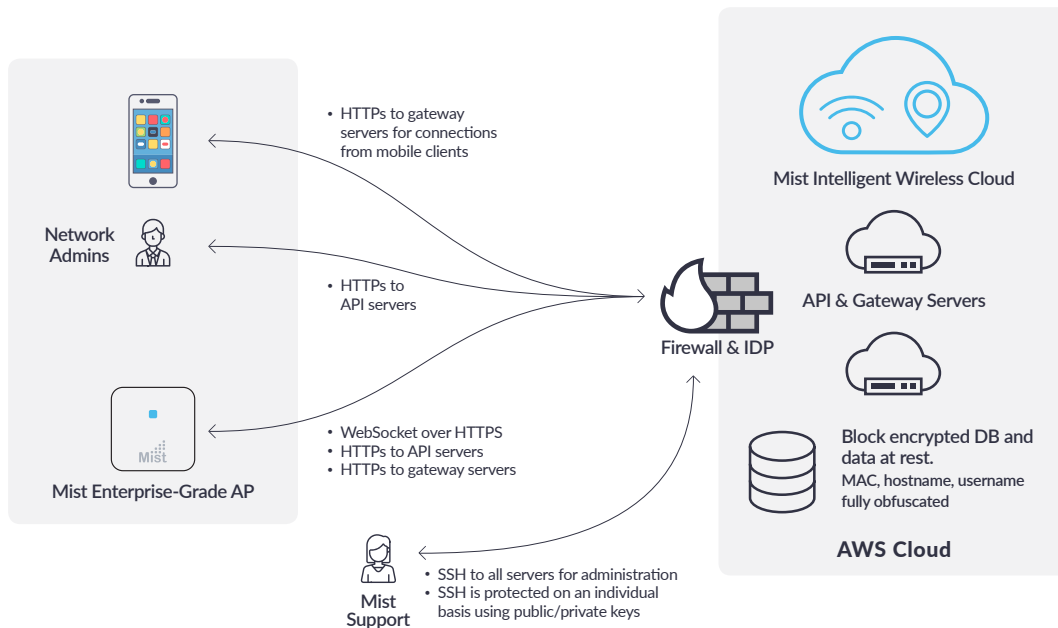 • HTTPs to gateway
servers for connections
from mobile clients
Network
Admins
• HTTPs to
API servers
Mist
Mist Enterprise-Grade AP
• WebSocket over HTTPS
• HTTPs to API servers
• HTTPs to gateway servers
Mist
Support
• SSH to all servers for administration
• SSH is protected on an individual
basis using public/private keys
Firewall & IDP
Mist Intelligent Wireless Cloud
API & Gateway Servers
Block encrypted DB and
data at rest.
MAC, hostname, username
fully obfuscated
AWS Cloud